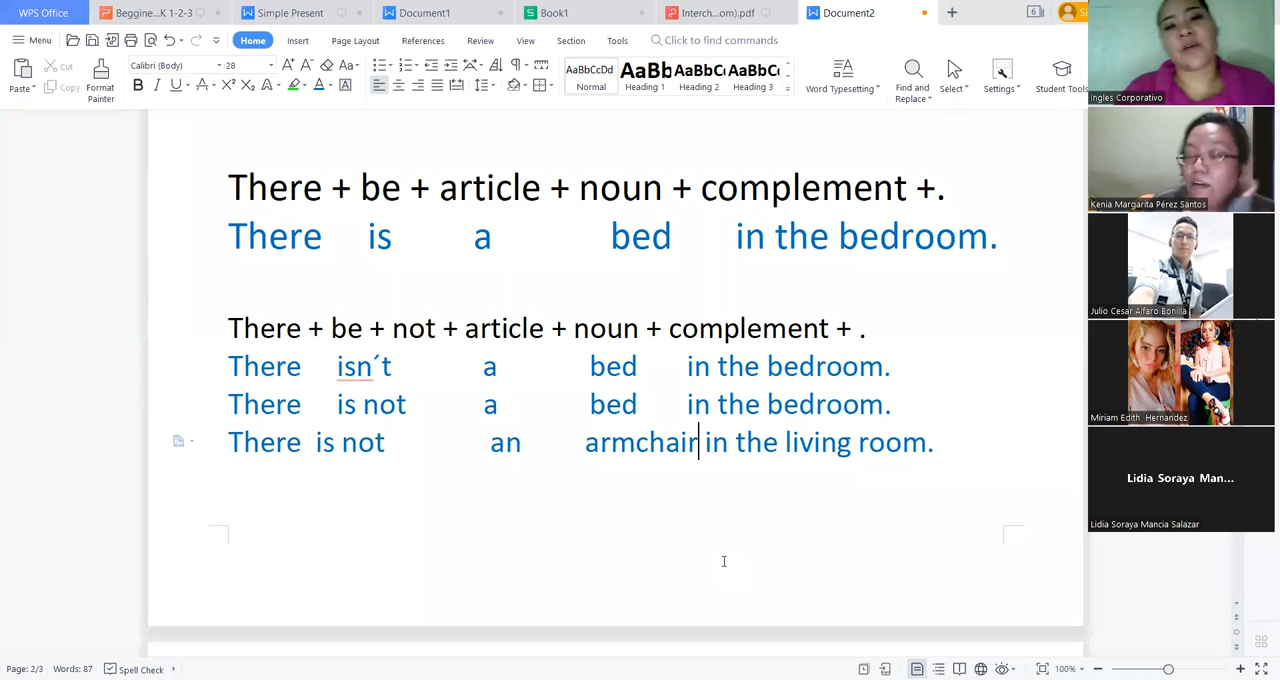 WPS Office Beggine...K 1-2-3 Simple Present Document1 Book1 Interch...om).pdf Document2
Menu Home Insert Page Layout References Review View Section Tools Click to find commands
Paste Cut Copy Format Painter Calibri (Body) 28 AaBbCcDd Normal AaBb Heading 1 AaBbC Heading 2 AaBbC Heading 3 Word Typesetting Find and Replace Select Settings Student Tools
Ingles Corporativo
Kenia Margarita Pérez Santos
Julio Cesar Alfaro Bonilla
Miriam Edith Hernandez
Lidia Soraya Man...
Lidia Soraya Mancia Salazar
There + be + article + noun + complement +.
There is a bed in the bedroom.
There + be + not + article + noun + complement + .
There isn´t a bed in the bedroom.
There is not a bed in the bedroom.
There is not an armchair in the living room.
Page: 2/3 Words: 87 Spell Check 100%